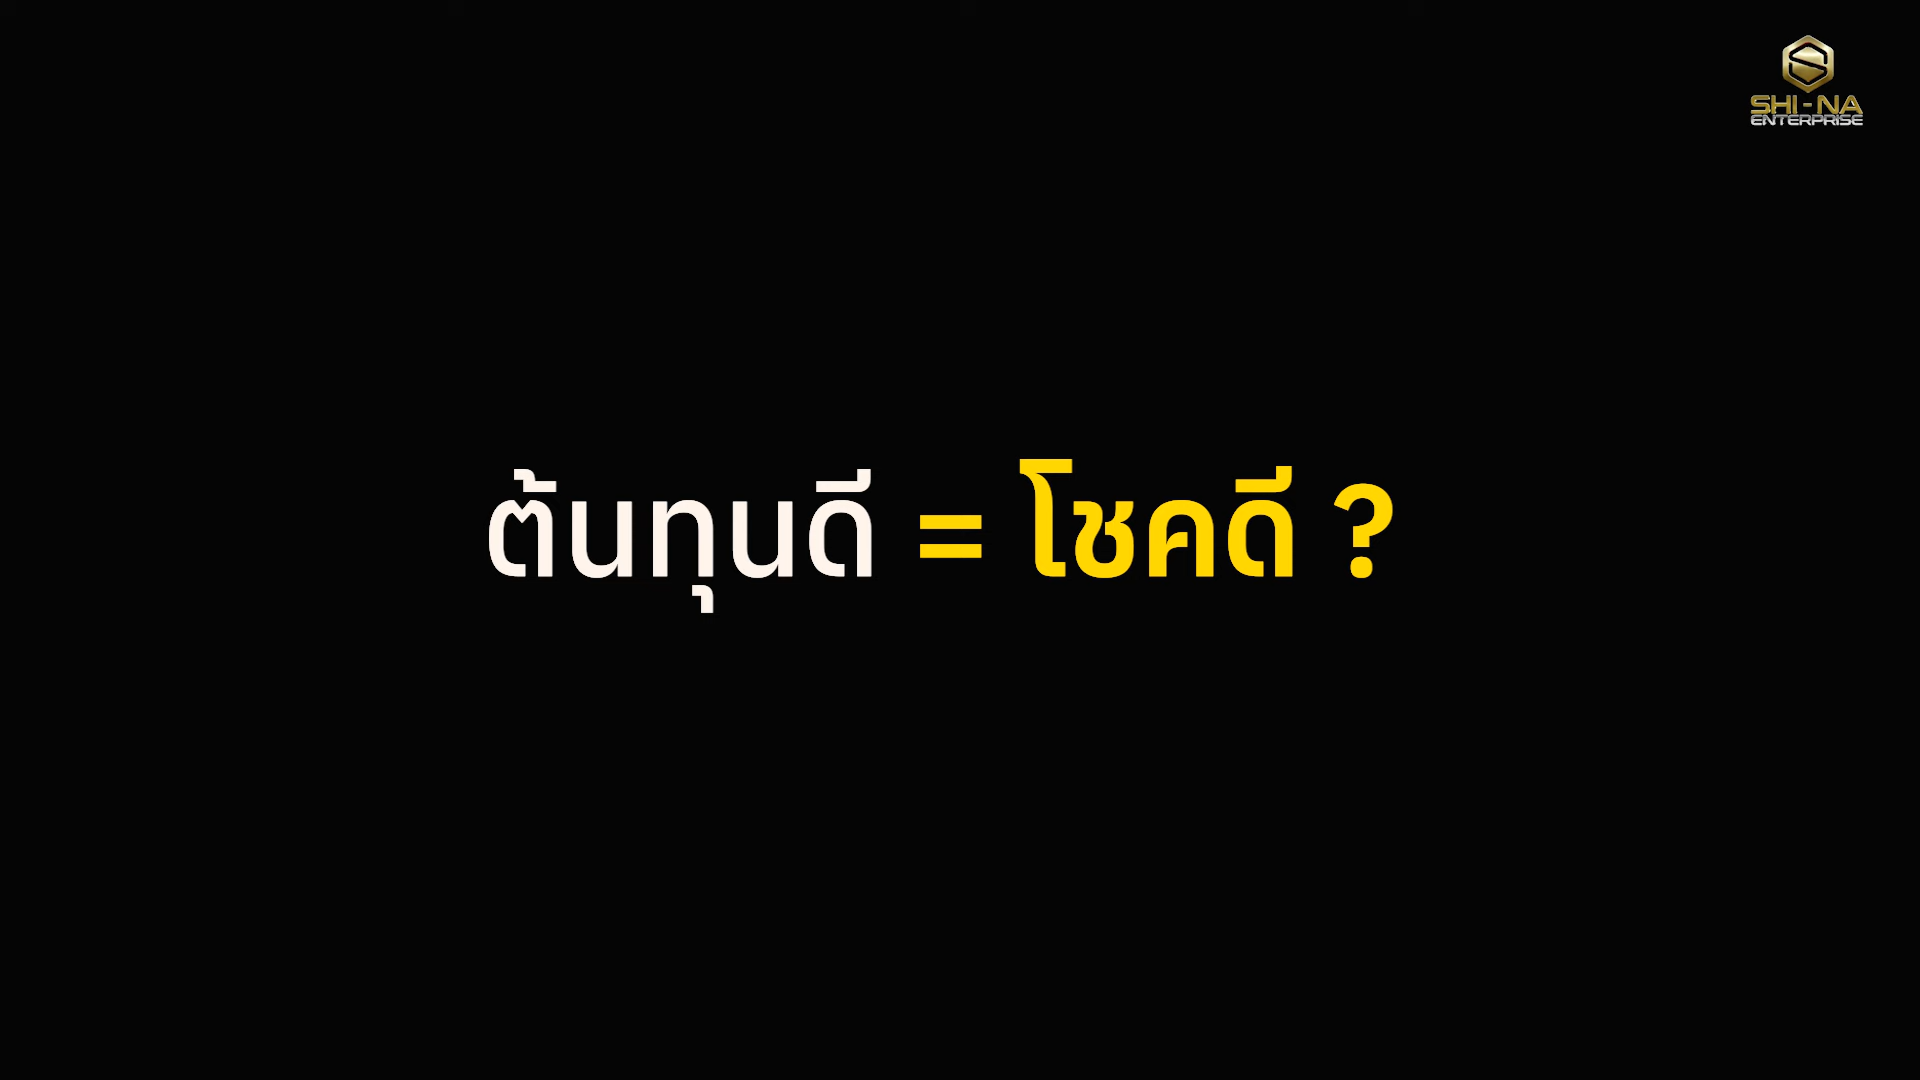 SHI-NA
ENTERPRISE
ต้นทุนดี = โชคดี ?